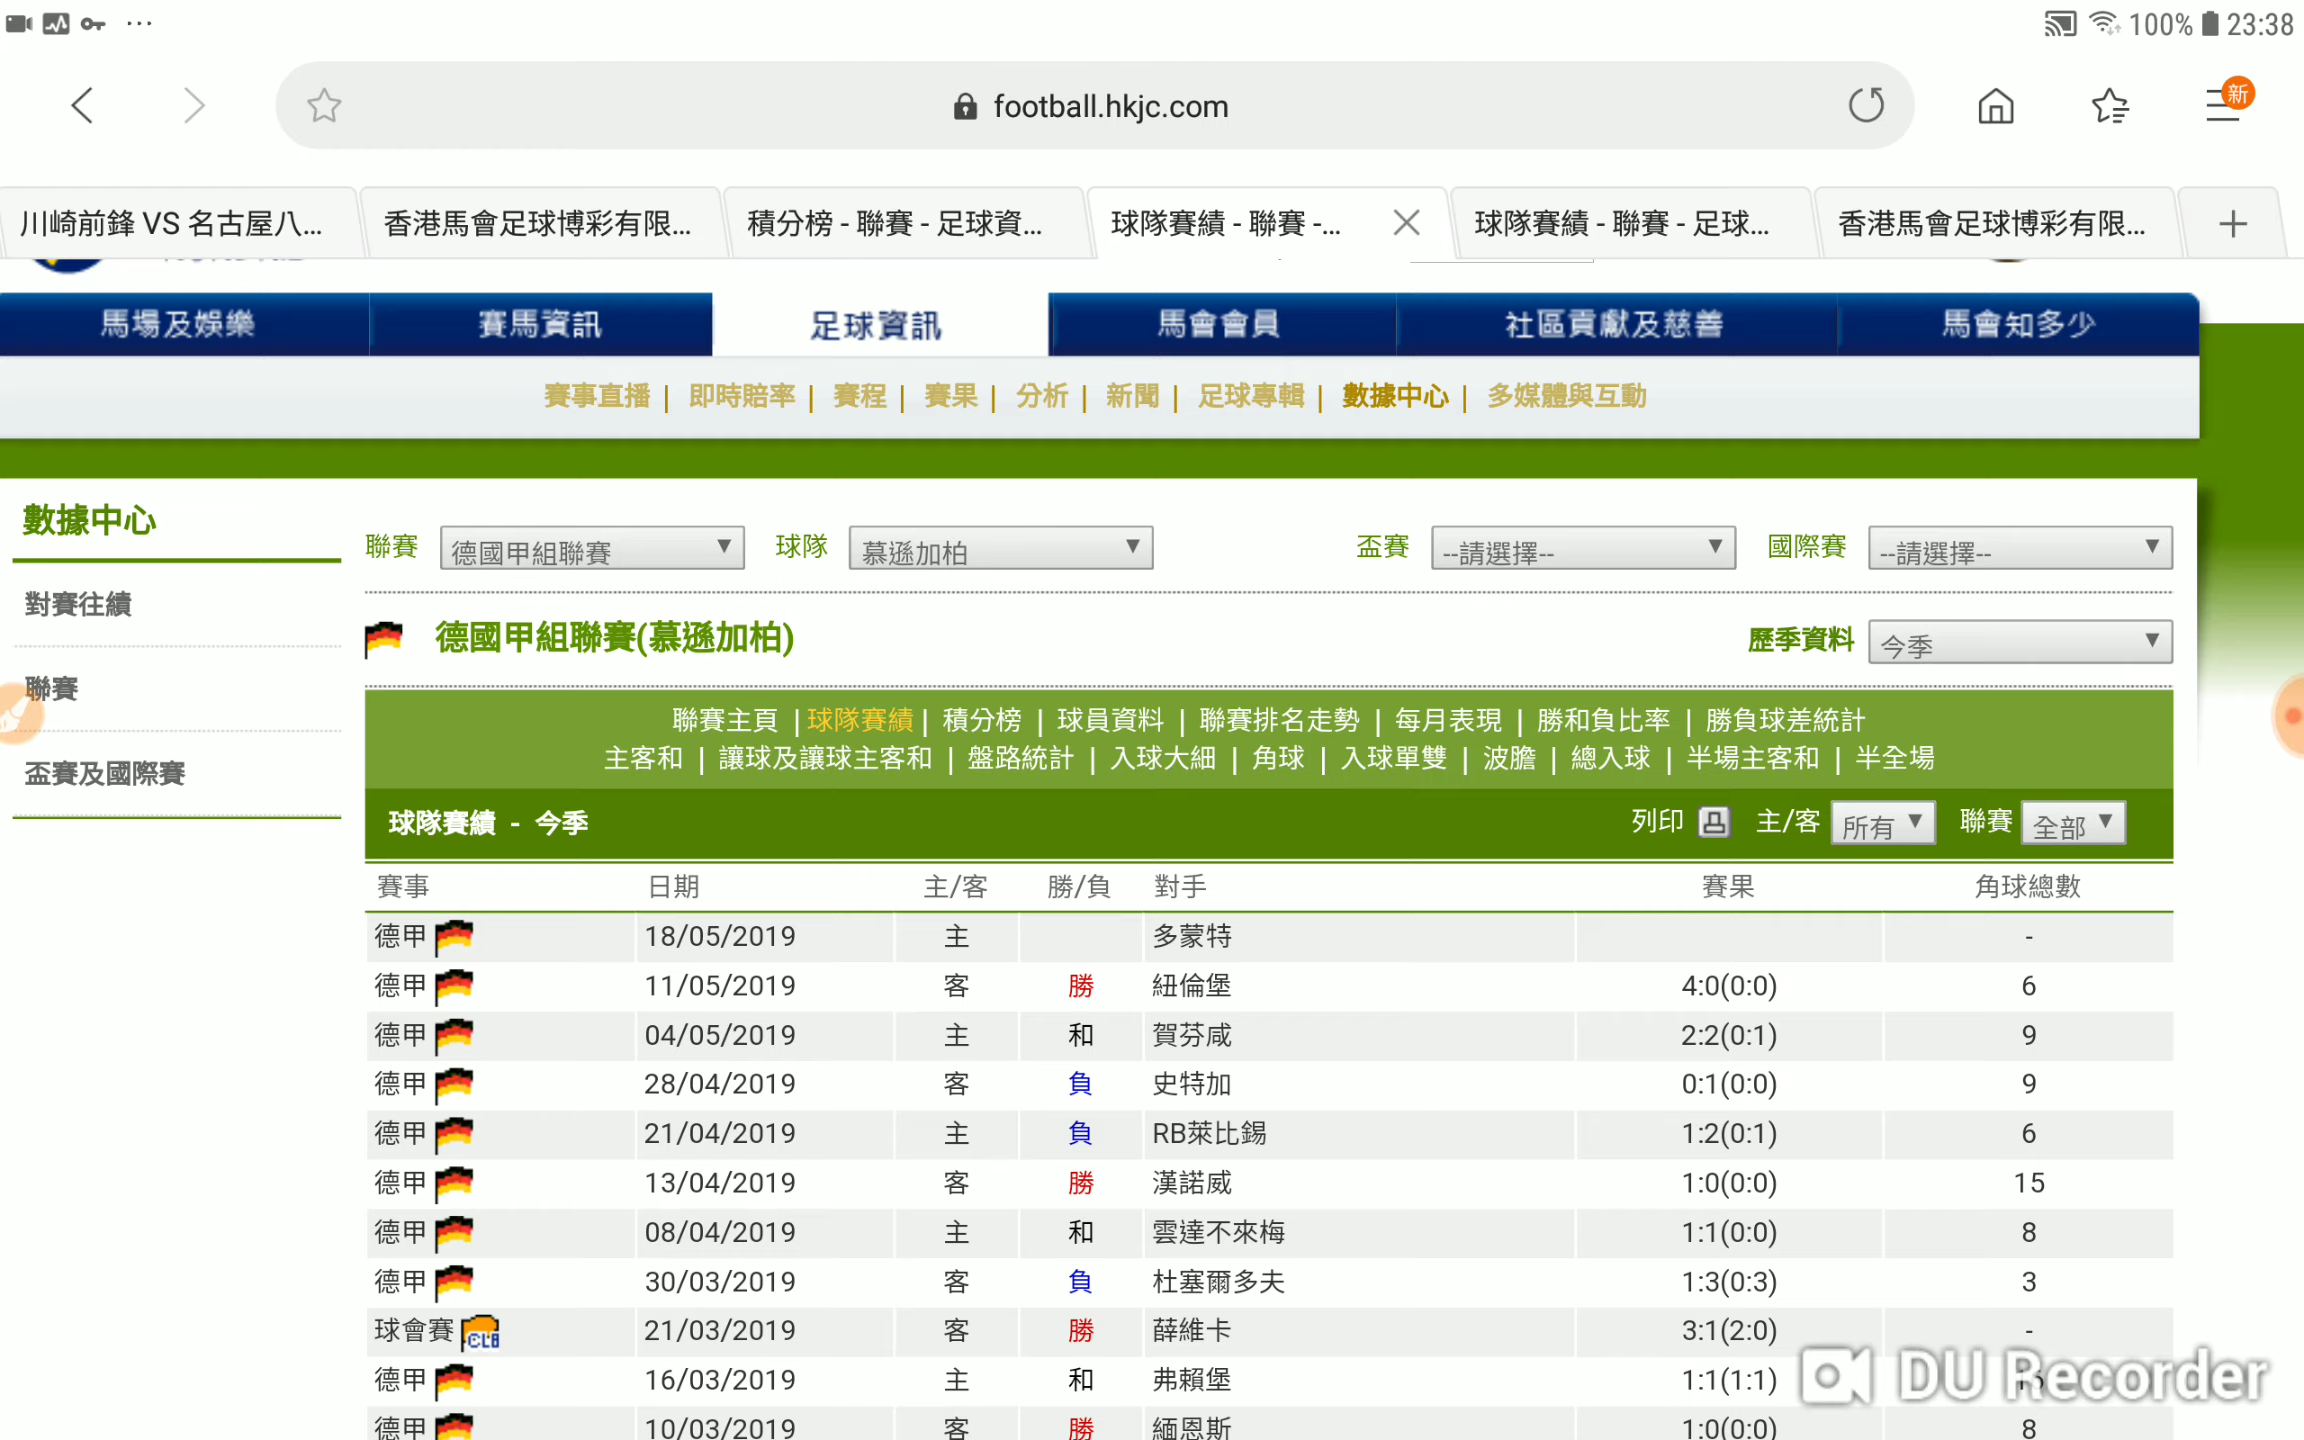 100% 23:38
football.hkjc.com
新
川崎前鋒 VS 名古屋八... 香港馬會足球博彩有限... 積分榜 - 聯賽 - 足球資... 球隊賽績 - 聯賽 -... 球隊賽績 - 聯賽 - 足球... 香港馬會足球博彩有限...
馬場及娛樂 賽馬資訊 足球資訊 馬會會員 社區貢獻及慈善 馬會知多少
賽事直播 | 即時賠率 | 賽程 | 賽果 | 分析 | 新聞 | 足球專輯 | 數據中心 | 多媒體與互動
數據中心
對賽往績
聯賽
盃賽及國際賽
聯賽 德國甲組聯賽 球隊 慕遜加柏 盃賽 --請選擇-- 國際賽 --請選擇--
德國甲組聯賽(慕遜加柏) 歷季資料 今季
聯賽主頁 | 球隊賽績 | 積分榜 | 球員資料 | 聯賽排名走勢 | 每月表現 | 勝和負比率 | 勝負球差統計
主客和 | 讓球及讓球主客和 | 盤路統計 | 入球大細 | 角球 | 入球單雙 | 波膽 | 總入球 | 半場主客和 | 半全場
球隊賽績 - 今季 列印 主/客 所有 聯賽 全部
賽事 日期 主/客 勝/負 對手 賽果 角球總數
德甲 18/05/2019 主 多蒙特 -
德甲 11/05/2019 客 勝 紐倫堡 4:0(0:0) 6
德甲 04/05/2019 主 和 賀芬咸 2:2(0:1) 9
德甲 28/04/2019 客 負 史特加 0:1(0:0) 9
德甲 21/04/2019 主 負 RB萊比錫 1:2(0:1) 6
德甲 13/04/2019 客 勝 漢諾威 1:0(0:0) 15
德甲 08/04/2019 主 和 雲達不來梅 1:1(0:0) 8
德甲 30/03/2019 客 負 杜塞爾多夫 1:3(0:3) 3
球會賽 CLB 21/03/2019 客 勝 薛維卡 3:1(2:0) -
德甲 16/03/2019 主 和 弗賴堡 1:1(1:1)
德甲 10/03/2019 客 勝 緬恩斯 1:0(0:0) 8
DU Recorder